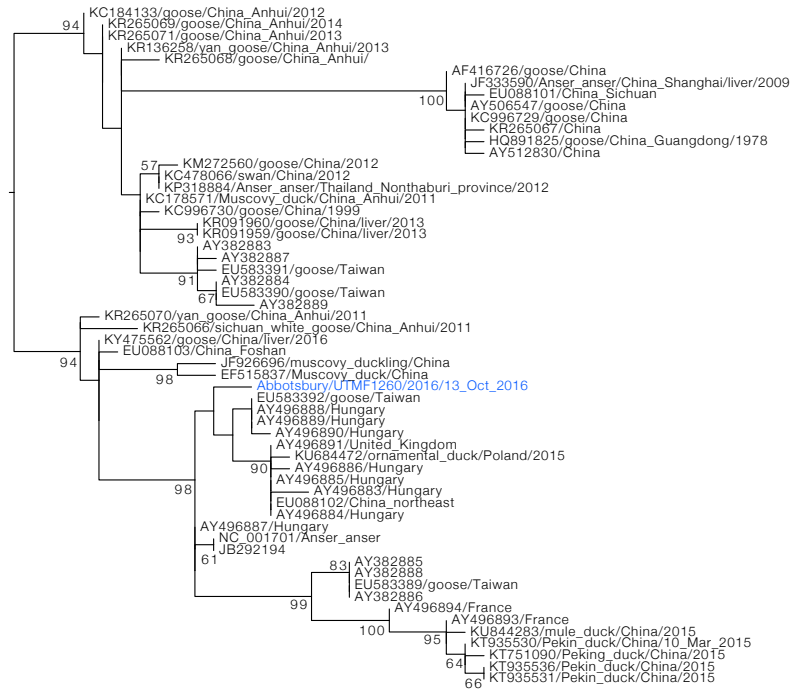 KC184133/goose/China_Anhui/2012
94
KR265069/goose/China_Anhui/2014
KR265071/goose/China_Anhui/2013
KR136258/yan_goose/China_Anhui/2013
KR265068/goose/China_Anhui/
AF416726/goose/China
JF333590/Anser_anser/China_Shanghai/liver/2009
100
EU088101/China_Sichuan
AY506547/goose/China
KC996729/goose/China
KR265067/China
HQ891825/goose/China_Guangdong/1978
AY512830/China
57
KM272560/goose/China/2012
KC478066/swan/China/2012
KP318884/Anser_anser/Thailand_Nonthaburi_province/2012
KC178571/Muscovy_duck/China_Anhui/2011
KC996730/goose/China/1999
KR091960/goose/China/liver/2013
93
KR091959/goose/China/liver/2013
AY382883
AY382887
EU583391/goose/Taiwan
91
AY382884
EU583390/goose/Taiwan
67
AY382889
KR265070/yan_goose/China_Anhui/2011
KR265066/sichuan_white_goose/China_Anhui/2011
KY475562/goose/China/liver/2016
EU088103/China_Foshan
94
JF926696/muscovy_duckling/China
98
EF515837/Muscovy_duck/China
Abbotsbury/UTMF1260/2016/13_Oct_2016
EU583392/goose/Taiwan
AY496888/Hungary
AY496889/Hungary
AY496890/Hungary
AY496891/United_Kingdom
KU684472/ornamental_duck/Poland/2015
90
AY496886/Hungary
AY496885/Hungary
98
AY496883/Hungary
EU088102/China_northeast
AY496884/Hungary
AY496887/Hungary
NC_001701/Anser_anser
JB292194
61
AY382885
83
AY382888
EU583389/goose/Taiwan
AY382886
99
AY496894/France
AY496893/France
100
KU844283/mule_duck/China/2015
95
KT935530/Pekin_duck/China/10_Mar_2015
KT751090/Peking_duck/China/2015
64
KT935536/Pekin_duck/China/2015
KT935531/Pekin_duck/China/2015
66